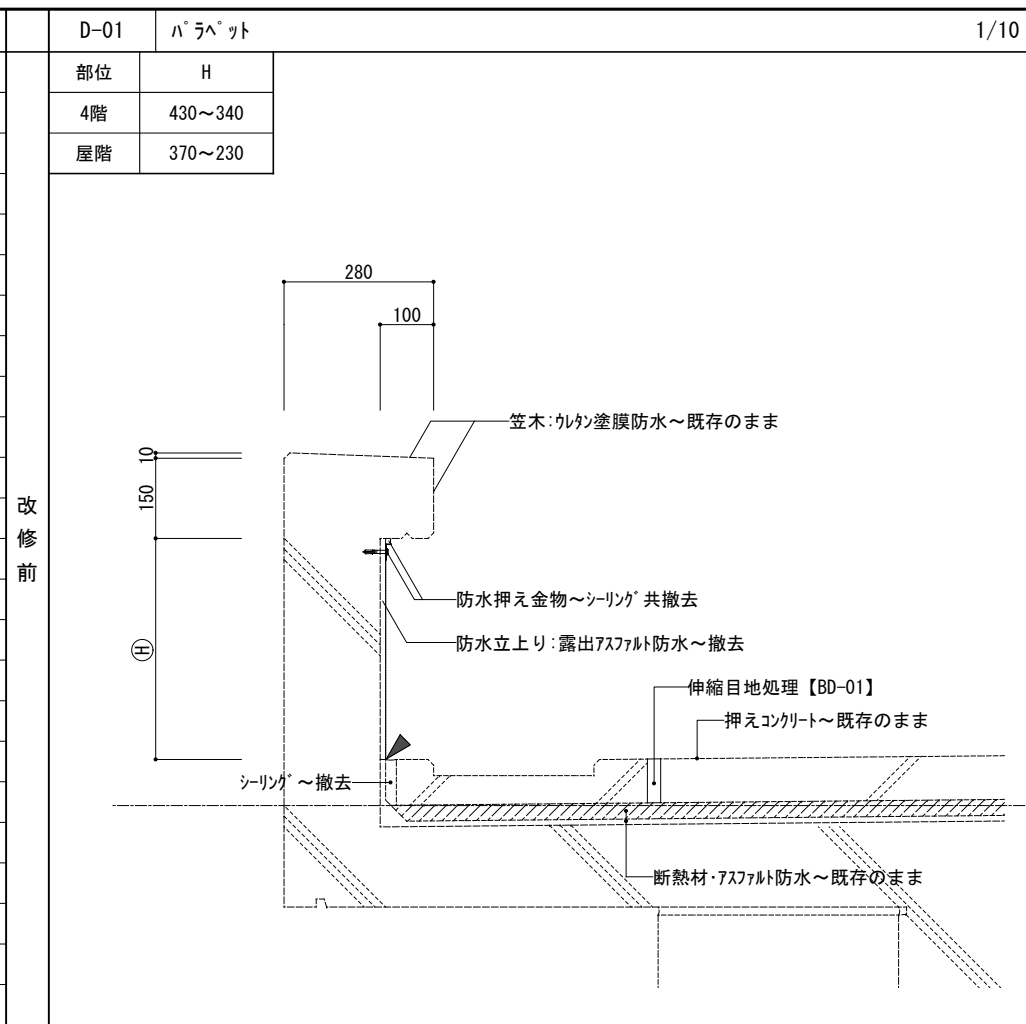 D-01 ﾊﾟﾗﾍﾟｯﾄ 1/10
部位 H
4階 430～340
屋階 370～230
改修前
280
100
笠木:ｳﾚﾀﾝ塗膜防水～既存のまま
10
150
防水押え金物～ｼｰﾘﾝｸﾞ共撤去
防水立上り:露出ｱｽﾌｧﾙﾄ防水～撤去
H
伸縮目地処理【BD-01】
押えｺﾝｸﾘｰﾄ～既存のまま
ｼｰﾘﾝｸﾞ～撤去
断熱材･ｱｽﾌｧﾙﾄ防水～既存のまま